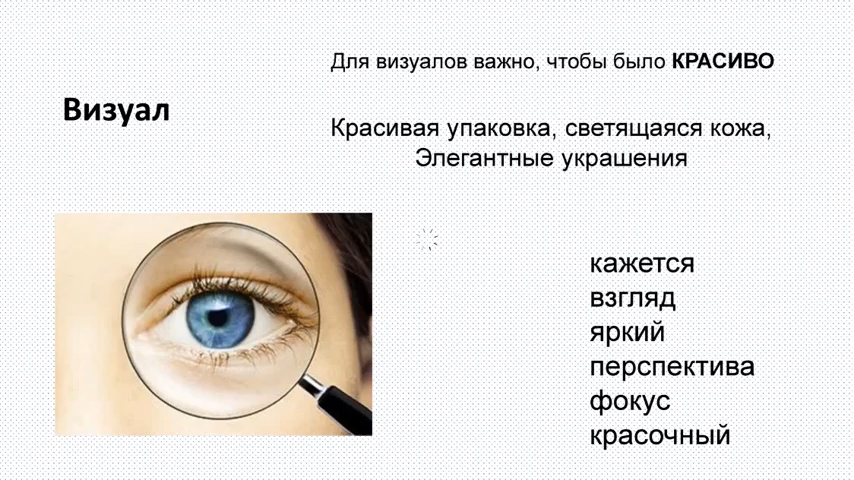 Для визуалов важно, чтобы было КРАСИВО
Визуал
Красивая упаковка, светящаяся кожа,
Элегантные украшения
кажется
взгляд
яркий
перспектива
фокус
красочный